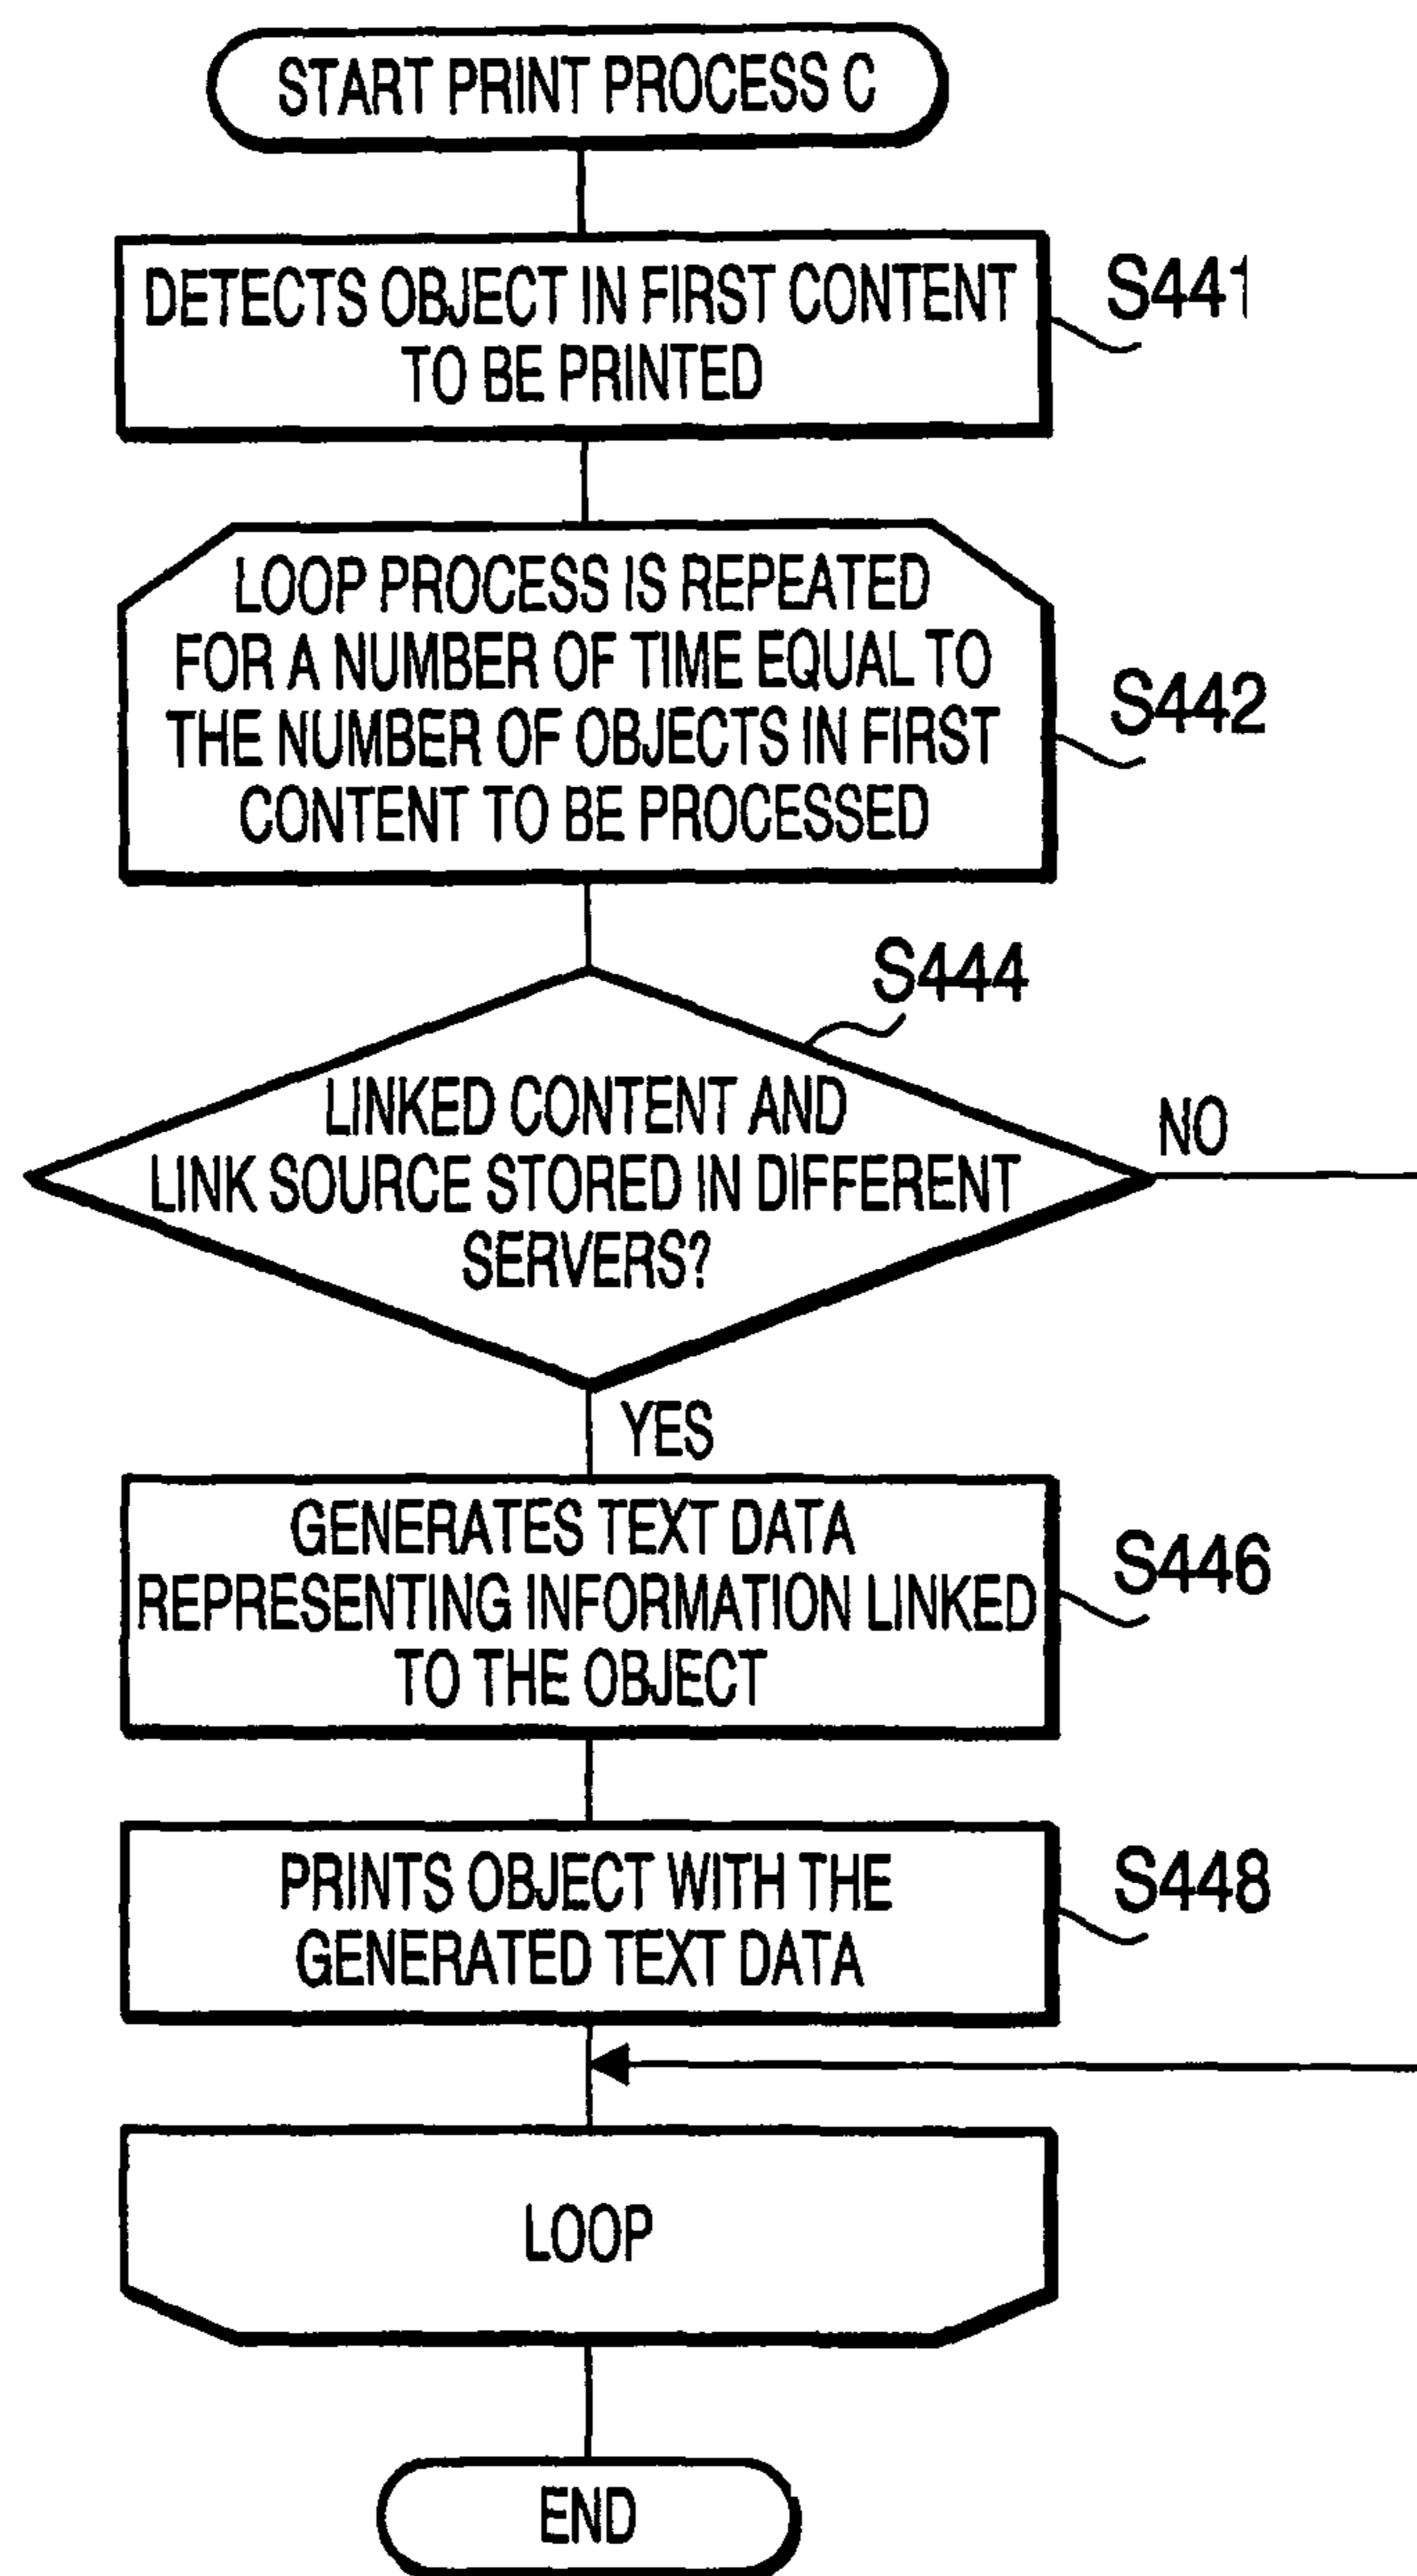 START PRINT PROCESS C
DETECTS OBJECT IN FIRST CONTENT
TO BE PRINTED
S441
LOOP PROCESS IS REPEATED
FOR A NUMBER OF TIME EQUAL TO
THE NUMBER OF OBJECTS IN FIRST
CONTENT TO BE PROCESSED
S442
S444
LINKED CONTENT AND
LINK SOURCE STORED IN DIFFERENT
SERVERS?
NO
YES
GENERATES TEXT DATA
REPRESENTING INFORMATION LINKED
TO THE OBJECT
S446
PRINTS OBJECT WITH THE
GENERATED TEXT DATA
S448
LOOP
END